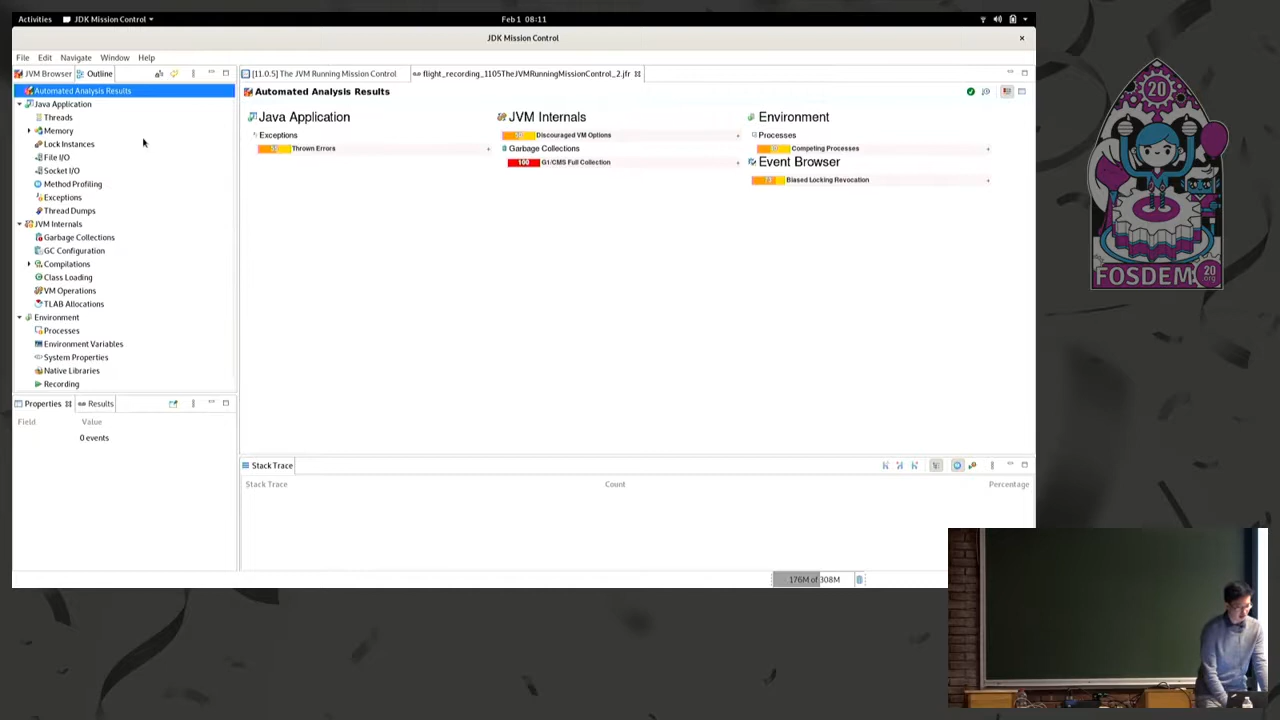 Activities JDK Mission Control Feb 1 08:11
JDK Mission Control
File Edit Navigate Window Help
JVM Browser Outline
[11.0.5] The JVM Running Mission Control flight_recording_1105TheJVMRunningMissionControl_2.jfr
Automated Analysis Results
Java Application
Threads
Memory
Lock Instances
File I/O
Socket I/O
Method Profiling
Exceptions
Thread Dumps
JVM Internals
Garbage Collections
GC Configuration
Compilations
Class Loading
VM Operations
TLAB Allocations
Environment
Processes
Environment Variables
System Properties
Native Libraries
Recording
Automated Analysis Results
Java Application
Exceptions
Thrown Errors
JVM Internals
Discouraged VM Options
Garbage Collections
100 G1/CMS Full Collection
Environment
Processes
Competing Processes
Event Browser
Biased Locking Revocation
Properties Results
Field Value
0 events
Stack Trace
Stack Trace Count Percentage
176M of 308M
20
FOSDEM 20
.org